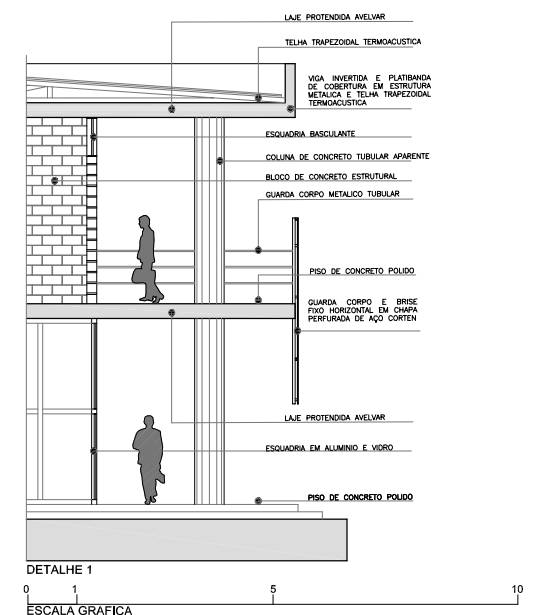 LAJE PROTENDIDA AVELVAR
TELHA TRAPEZOIDAL TERMOACUSTICA
VIGA INVERTIDA E PLATIBANDA
DE COBERTURA EM ESTRUTURA
METALICA E TELHA TRAPEZOIDAL
TERMOACUSTICA
ESQUADRIA BASCULANTE
COLUNA DE CONCRETO TUBULAR APARENTE
BLOCO DE CONCRETO ESTRUTURAL
GUARDA CORPO METALICO TUBULAR
PISO DE CONCRETO POLIDO
GUARDA CORPO E BRISE
FIXO HORIZONTAL EM CHAPA
PERFURADA DE AÇO CORTEN
LAJE PROTENDIDA AVELVAR
ESQUADRIA EM ALUMINIO E VIDRO
PISO DE CONCRETO POLIDO
DETALHE 1
0 1 5 10
ESCALA GRAFICA